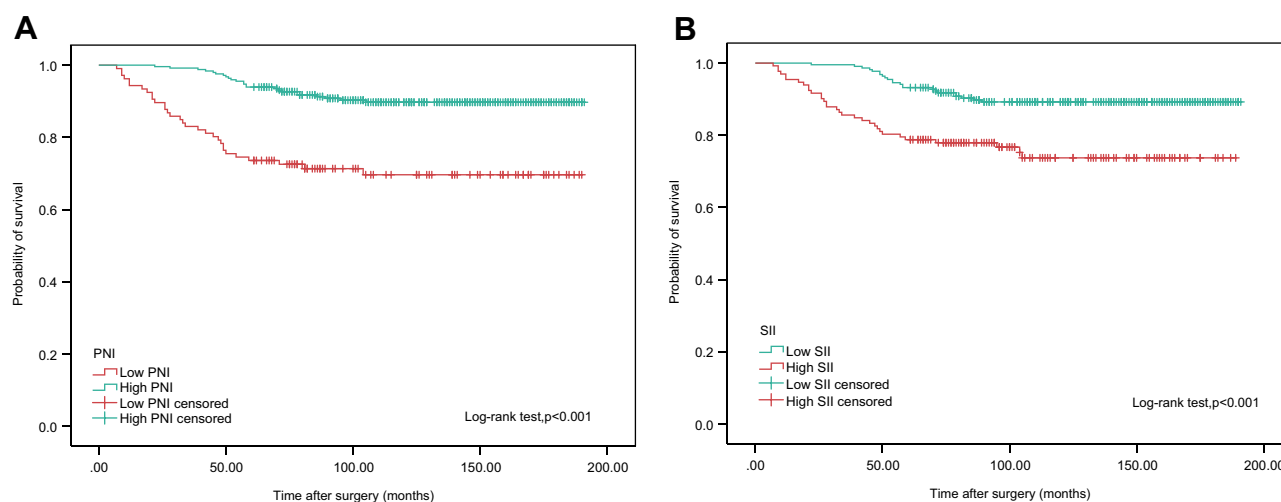 A
Probability of survival
1.0
0.8
0.6
0.4
0.2
0.0
PNI
Low PNI
High PNI
Low PNI censored
High PNI censored
Log-rank test,p<0.001
.00
50.00
100.00
150.00
200.00
Time after surgery (months)
B
Probability of survival
1.0
0.8
0.6
0.4
0.2
0.0
SII
Low SII
High SII
Low SII censored
High SII censored
Log-rank test,p<0.001
.00
50.00
100.00
150.00
200.00
Time after surgery (months)